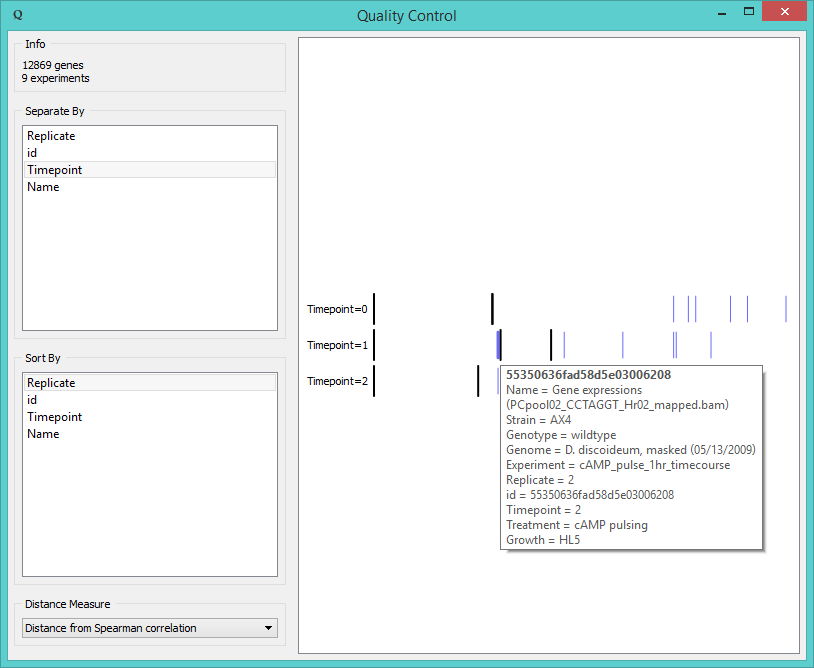 Q
Quality Control
Info
12869 genes
9 experiments
Separate By
Replicate
id
Timepoint
Name
Sort By
Replicate
id
Timepoint
Name
Distance Measure
Distance from Spearman correlation
Timepoint=0
Timepoint=1
Timepoint=2
55350636fad58d5e03006208
Name = Gene expressions
(PCpool02_CCTAGGT_Hr02_mapped.bam)
Strain = AX4
Genotype = wildtype
Genome = D. discoideum, masked (05/13/2009)
Experiment = cAMP_pulse_1hr_timecourse
Replicate = 2
id = 55350636fad58d5e03006208
Timepoint = 2
Treatment = cAMP pulsing
Growth = HL5